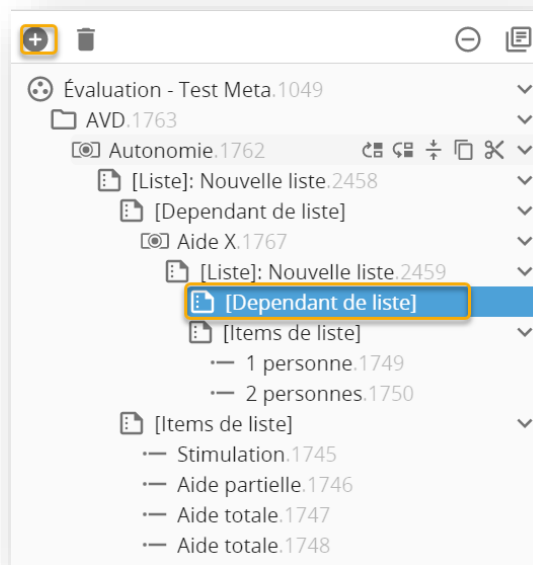 Évaluation - Test Meta.1049
AVD.1763
Autonomie.1762
[Liste]: Nouvelle liste.2458
[Dependant de liste]
Aide X.1767
[Liste]: Nouvelle liste.2459
[Dependant de liste]
[Items de liste]
1 personne.1749
2 personnes.1750
[Items de liste]
Stimulation.1745
Aide partielle.1746
Aide totale.1747
Aide totale.1748